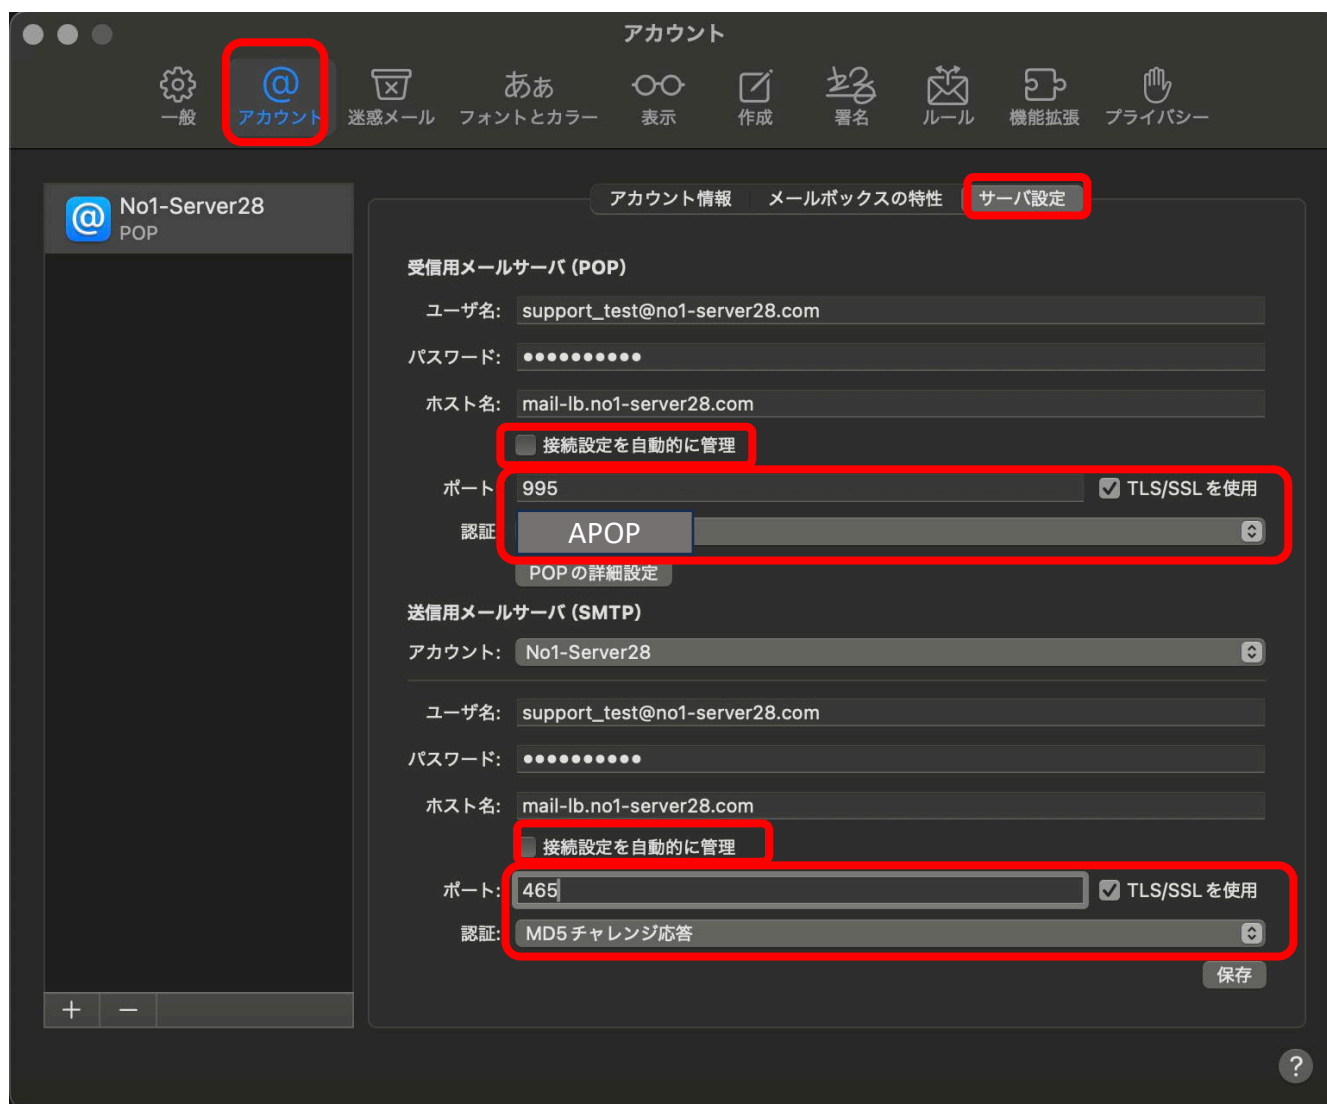 アカウント
一般
アカウント
迷惑メール
あぁ
フォントとカラー
表示
作成
署名
ルール
機能拡張
プライバシー
No1-Server28
POP
アカウント情報
メールボックスの特性
サーバ設定
受信用メールサーバ (POP)
ユーザ名: support_test@no1-server28.com
パスワード: ••••••••••
ホスト名: mail-lb.no1-server28.com
接続設定を自動的に管理
ポート 995 TLS/SSL を使用
認証 APOP
POP の詳細設定
送信用メールサーバ (SMTP)
アカウント: No1-Server28
ユーザ名: support_test@no1-server28.com
パスワード: ••••••••••
ホスト名: mail-lb.no1-server28.com
接続設定を自動的に管理
ポート: 465 TLS/SSL を使用
認証: MD5 チャレンジ応答
保存
+ −
?